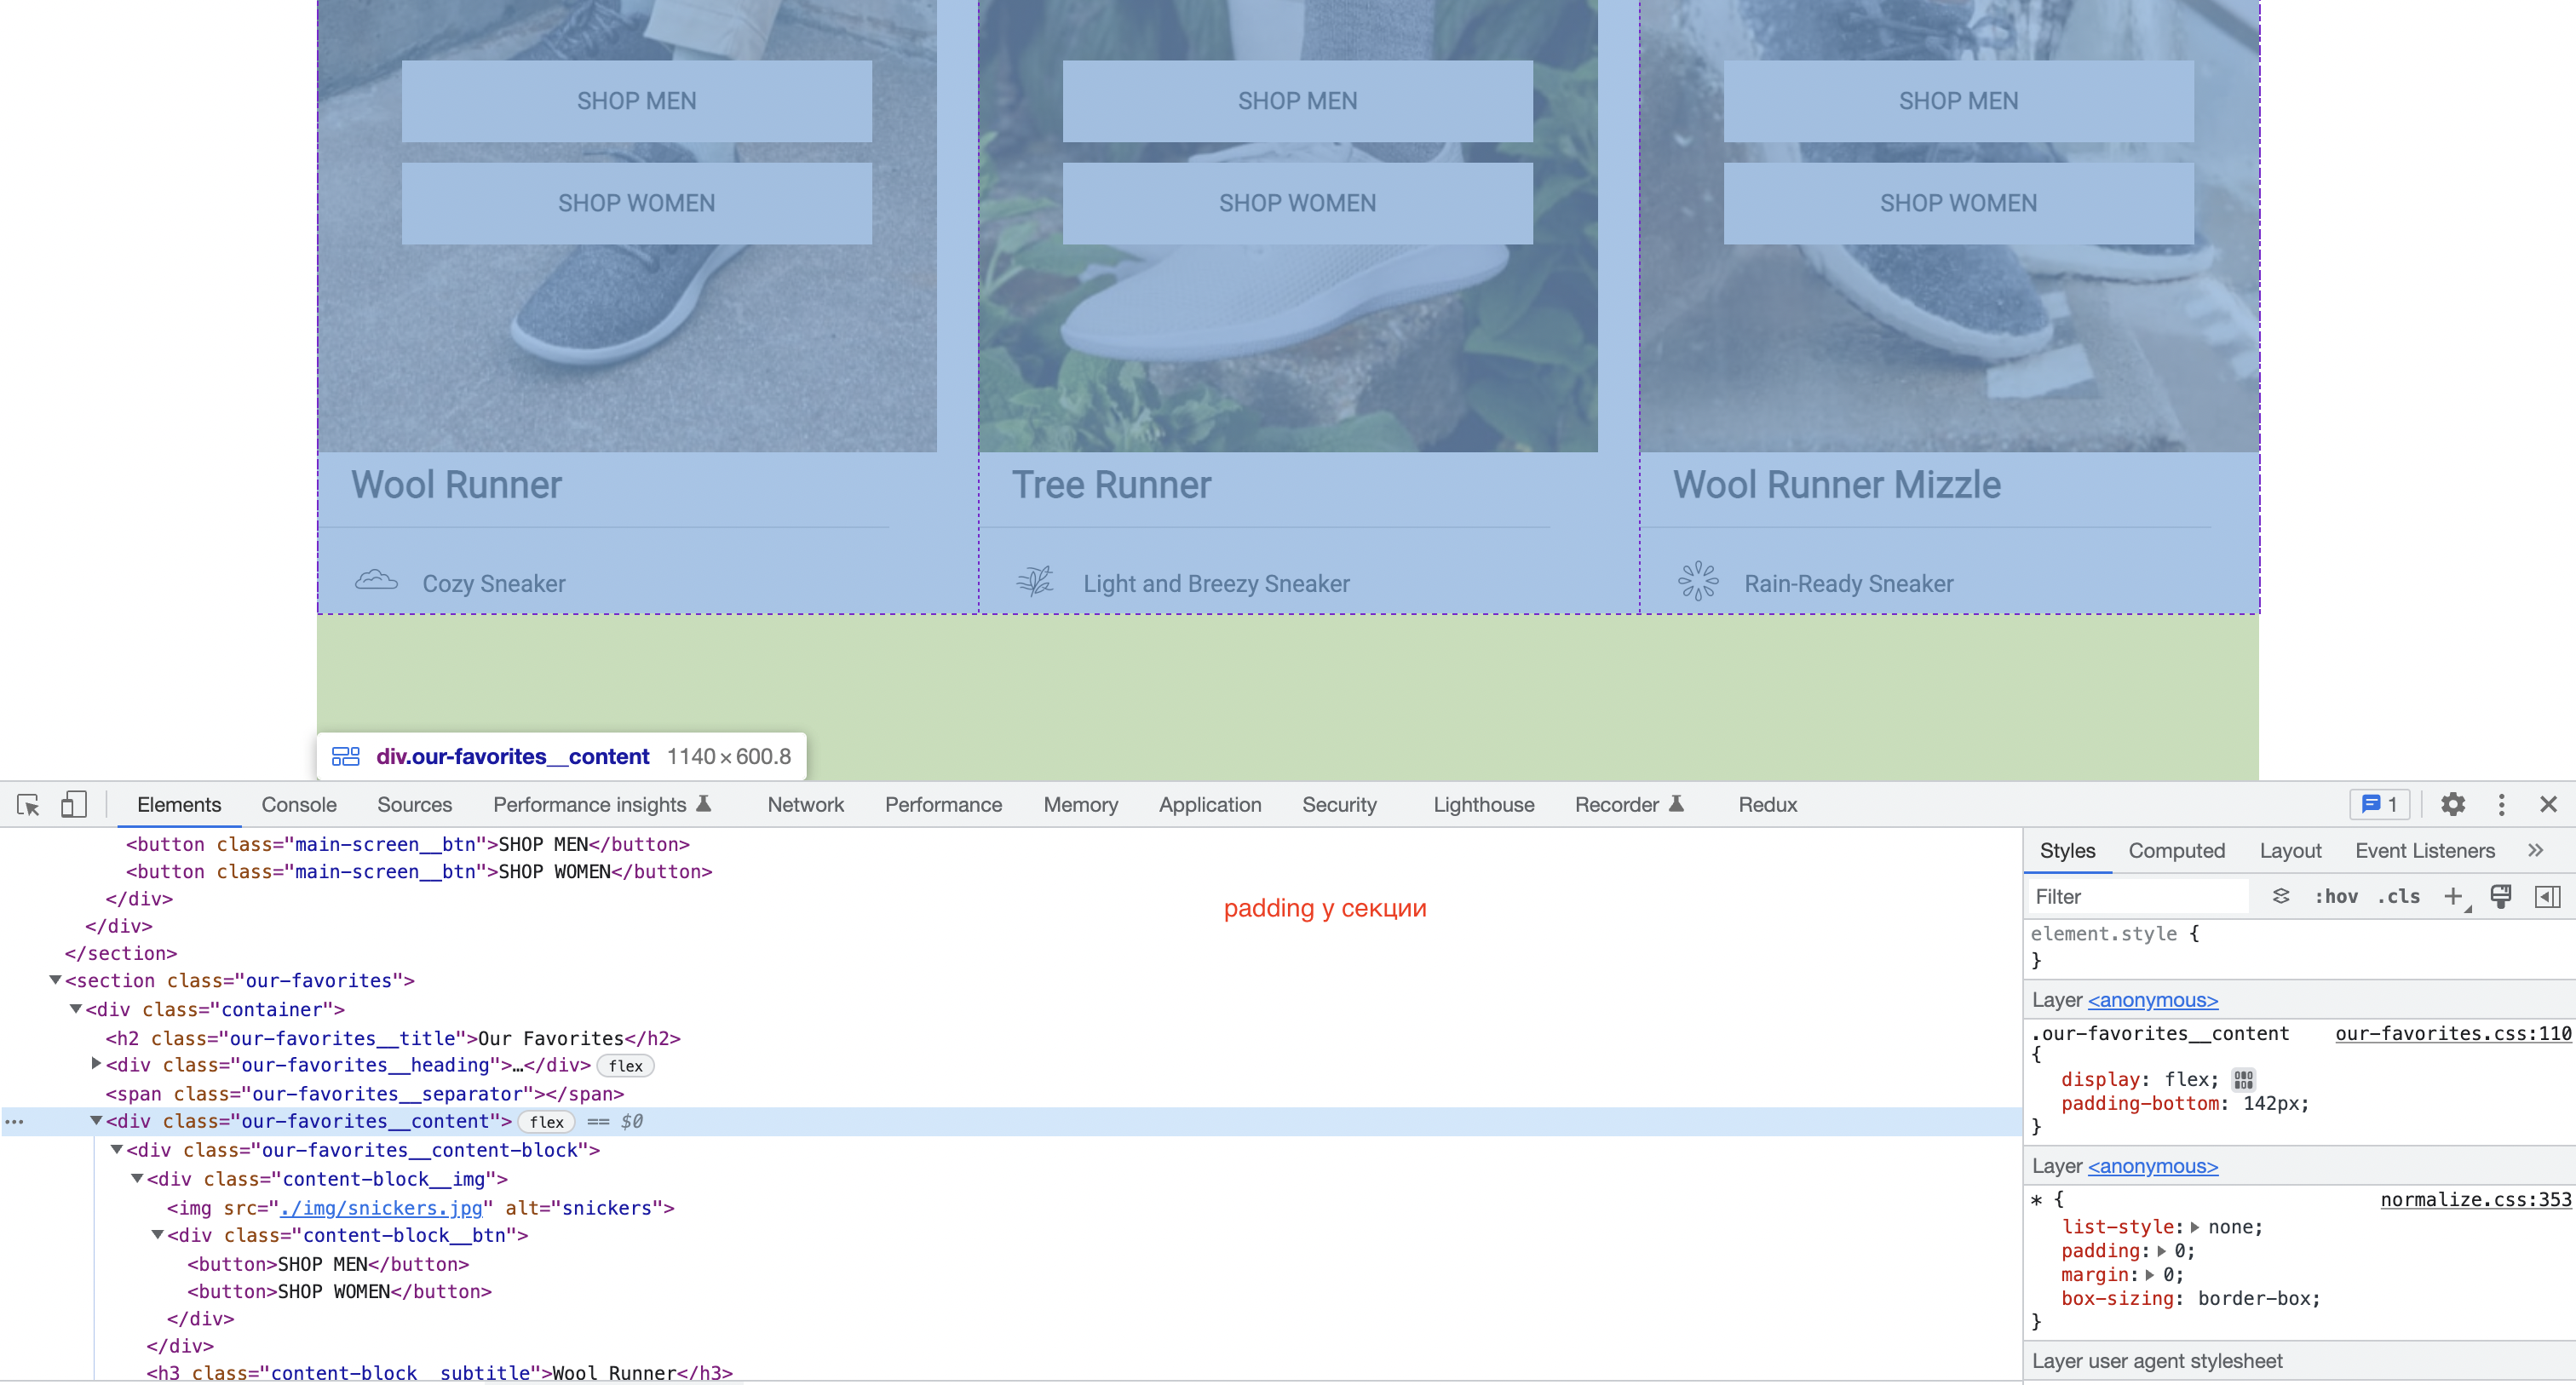 SHOP MEN SHOP MEN SHOP MEN
SHOP WOMEN SHOP WOMEN SHOP WOMEN
Wool Runner Tree Runner Wool Runner Mizzle
Cozy Sneaker Light and Breezy Sneaker Rain-Ready Sneaker
div.our-favorites__content 1140 × 600.8
Elements Console Sources Performance insights Network Performance Memory Application Security Lighthouse Recorder Redux 1
<button class="main-screen__btn">SHOP MEN</button>
<button class="main-screen__btn">SHOP WOMEN</button>
</div>
</div>
</section>
<section class="our-favorites">
<div class="container">
<h2 class="our-favorites__title">Our Favorites</h2>
<div class="our-favorites__heading">…</div> flex
<span class="our-favorites__separator"></span>
<div class="our-favorites__content"> flex == $0
<div class="our-favorites__content-block">
<div class="content-block__img">
<img src="./img/snickers.jpg" alt="snickers">
<div class="content-block__btn">
<button>SHOP MEN</button>
<button>SHOP WOMEN</button>
</div>
</div>
<h3 class="content-block__subtitle">Wool Runner</h3>
padding у секции
Styles Computed Layout Event Listeners
Filter :hov .cls
element.style {
}
Layer <anonymous>
.our-favorites__content our-favorites.css:110
{
display: flex;
padding-bottom: 142px;
}
Layer <anonymous>
* { normalize.css:353
list-style: none;
padding: 0;
margin: 0;
box-sizing: border-box;
}
Layer user agent stylesheet